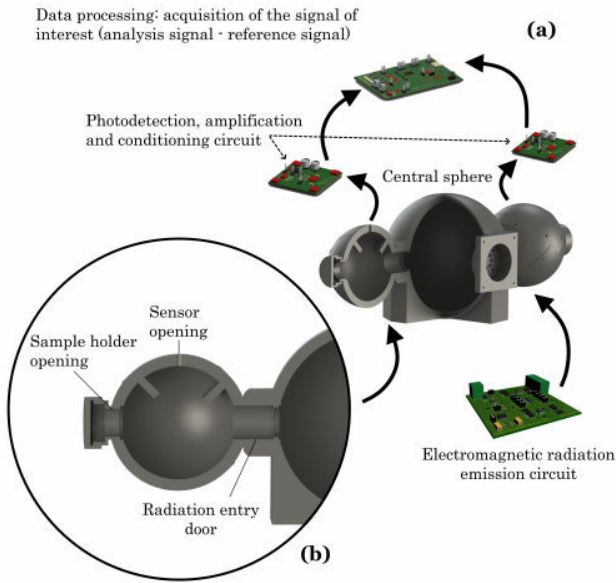 Data processing: acquisition of the signal of
interest (analysis signal - reference signal)
(a)
Photodetection, amplification
and conditioning circuit
Central sphere
Sensor
opening
Sample holder
opening
Electromagnetic radiation
emission circuit
Radiation entry
door
(b)